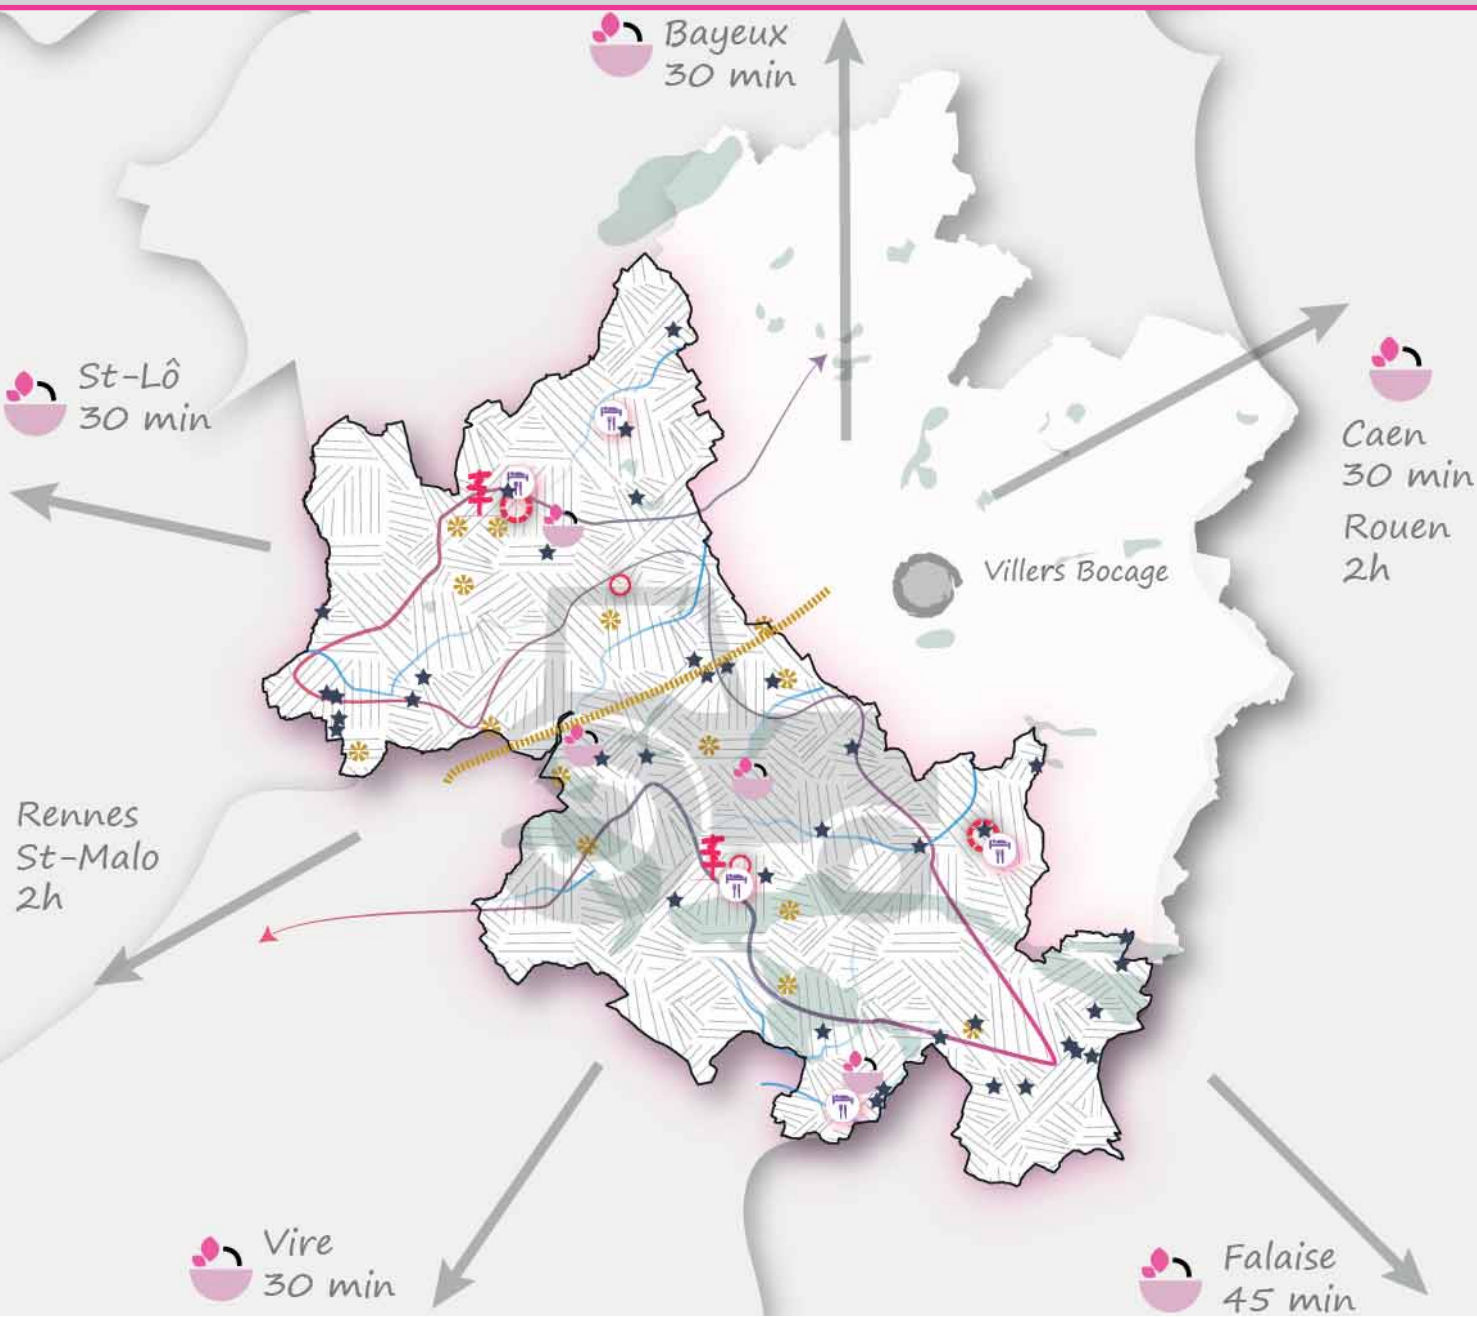 Bayeux
30 min
St-Lô
30 min
Caen
30 min
Rouen
2h
Villers Bocage
Rennes
St-Malo
2h
Vire
30 min
Falaise
45 min